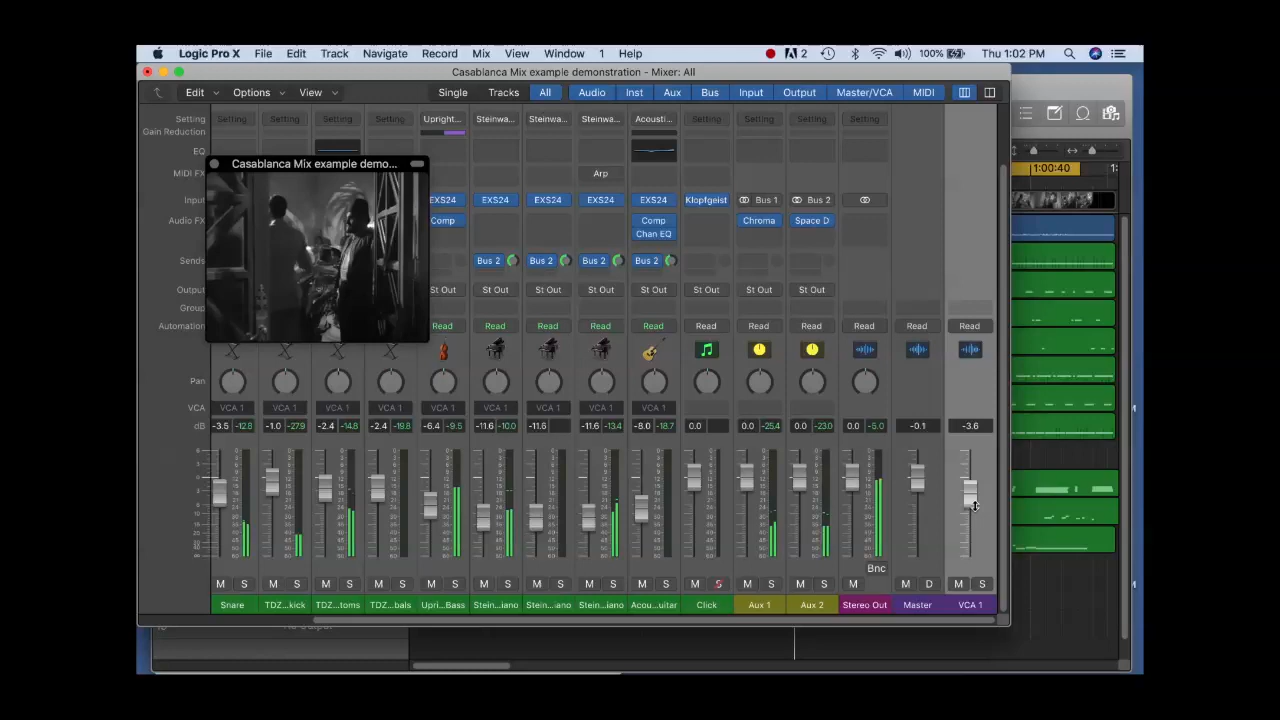 Logic Pro X File Edit Track Navigate Record Mix View Window 1 Help 2 100% Thu 1:02 PM
Casablanca Mix example demonstration - Mixer: All
Edit Options View Single Tracks All Audio Inst Aux Bus Input Output Master/VCA MIDI
Setting Setting Setting Setting Setting Upright... Steinwa... Steinwa... Steinwa... Acousti... Setting Setting Setting Setting
Gain Reduction
EQ
Casablanca Mix example demo...
1:00:40 1:
MIDI FX Arp
Input EXS24 EXS24 EXS24 EXS24 EXS24 Klopfgeist Bus 1 Bus 2
Audio FX Comp Comp Chroma Space D
Chan EQ
Sends Bus 2 Bus 2 Bus 2 Bus 2
Output St Out St Out St Out St Out St Out St Out St Out St Out
Group
Automation Read Read Read Read Read Read Read Read Read Read Read
Pan
VCA VCA 1 VCA 1 VCA 1 VCA 1 VCA 1 VCA 1 VCA 1 VCA 1 VCA 1
dB -3.5 -12.8 -1.0 -27.9 -2.4 -14.8 -2.4 -19.8 -6.4 -9.5 -11.6 -10.0 -11.6 -11.6 -13.4 -8.0 -18.7 0.0 0.0 -25.4 0.0 -23.0 0.0 -5.0 -0.1 -3.6
Bnc
M S M S M S M S M S M S M S M S M S M S M S M S M M D M S
Snare TDZ...kick TDZ...toms TDZ...bals Upri...Bass Stein...iano Stein...iano Stein...iano Acou...uitar Click Aux 1 Aux 2 Stereo Out Master VCA 1